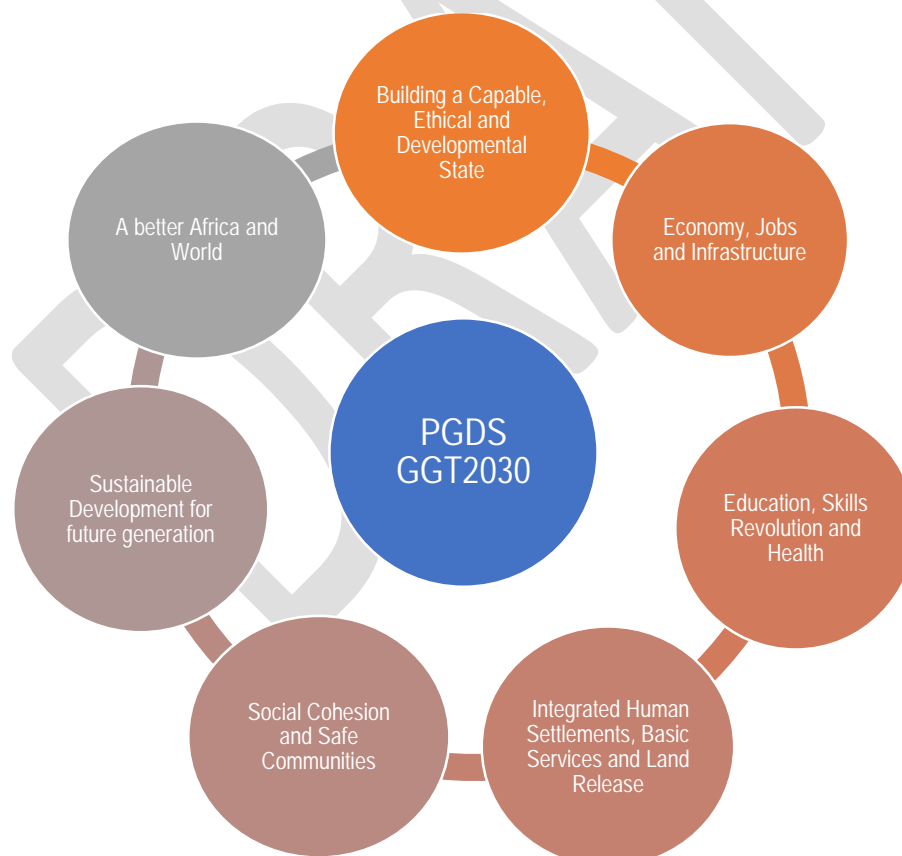 Building a Capable,
Ethical and
Developmental
State
Economy, Jobs
and Infrastructure
Education, Skills
Revolution and
Health
Integrated Human
Settlements, Basic
Services and Land
Release
Social Cohesion
and Safe
Communities
Sustainable
Development for
future generation
A better Africa and
World
PGDS
GGT2030